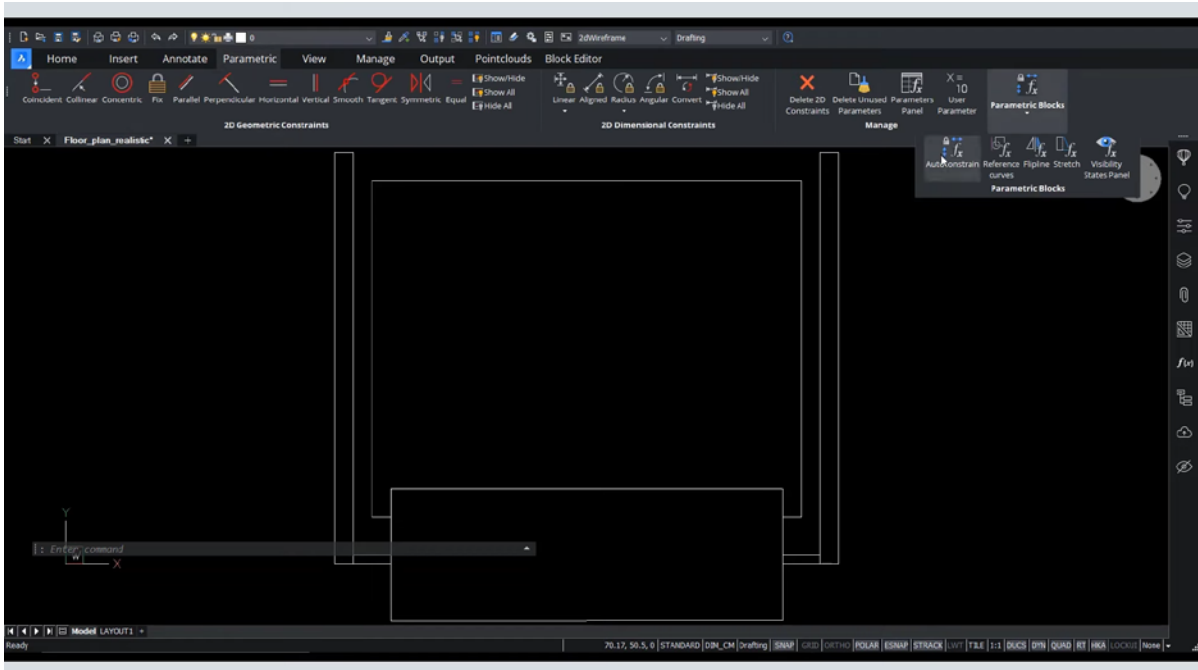 0
2dWireframe
Drafting
Home Insert Annotate Parametric View Manage Output Pointclouds Block Editor
Coincident Collinear Concentric Fix Parallel Perpendicular Horizontal Vertical Smooth Tangent Symmetric Equal
Show/Hide
Show All
Hide All
2D Geometric Constraints
Linear Aligned Radius Angular Convert
Show/Hide
Show All
Hide All
2D Dimensional Constraints
X =
10
Delete 2D Constraints
Delete Unused Parameters
Parameters Panel
User Parameter
Manage
fx
Parametric Blocks
Start Floor_plan_realistic*
Autoconstrain
Reference curves
Flipline
Stretch
Visibility States Panel
Parametric Blocks
f(x)
Y
: Enter command
W
X
Model LAYOUT1 +
Ready
70.17, 50.5, 0 STANDARD DIM_CM Drafting SNAP GRID ORTHO POLAR ESNAP STRACK LWT TILE 1:1 DUCS DYN QUAD RT HKA LOCKUI None